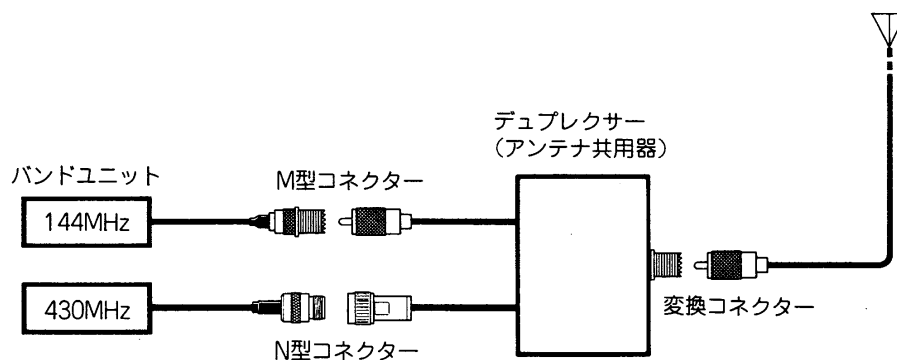 デュプレクサー
（アンテナ共用器）
バンドユニット
M型コネクター
144MHz
430MHz
変換コネクター
N型コネクター